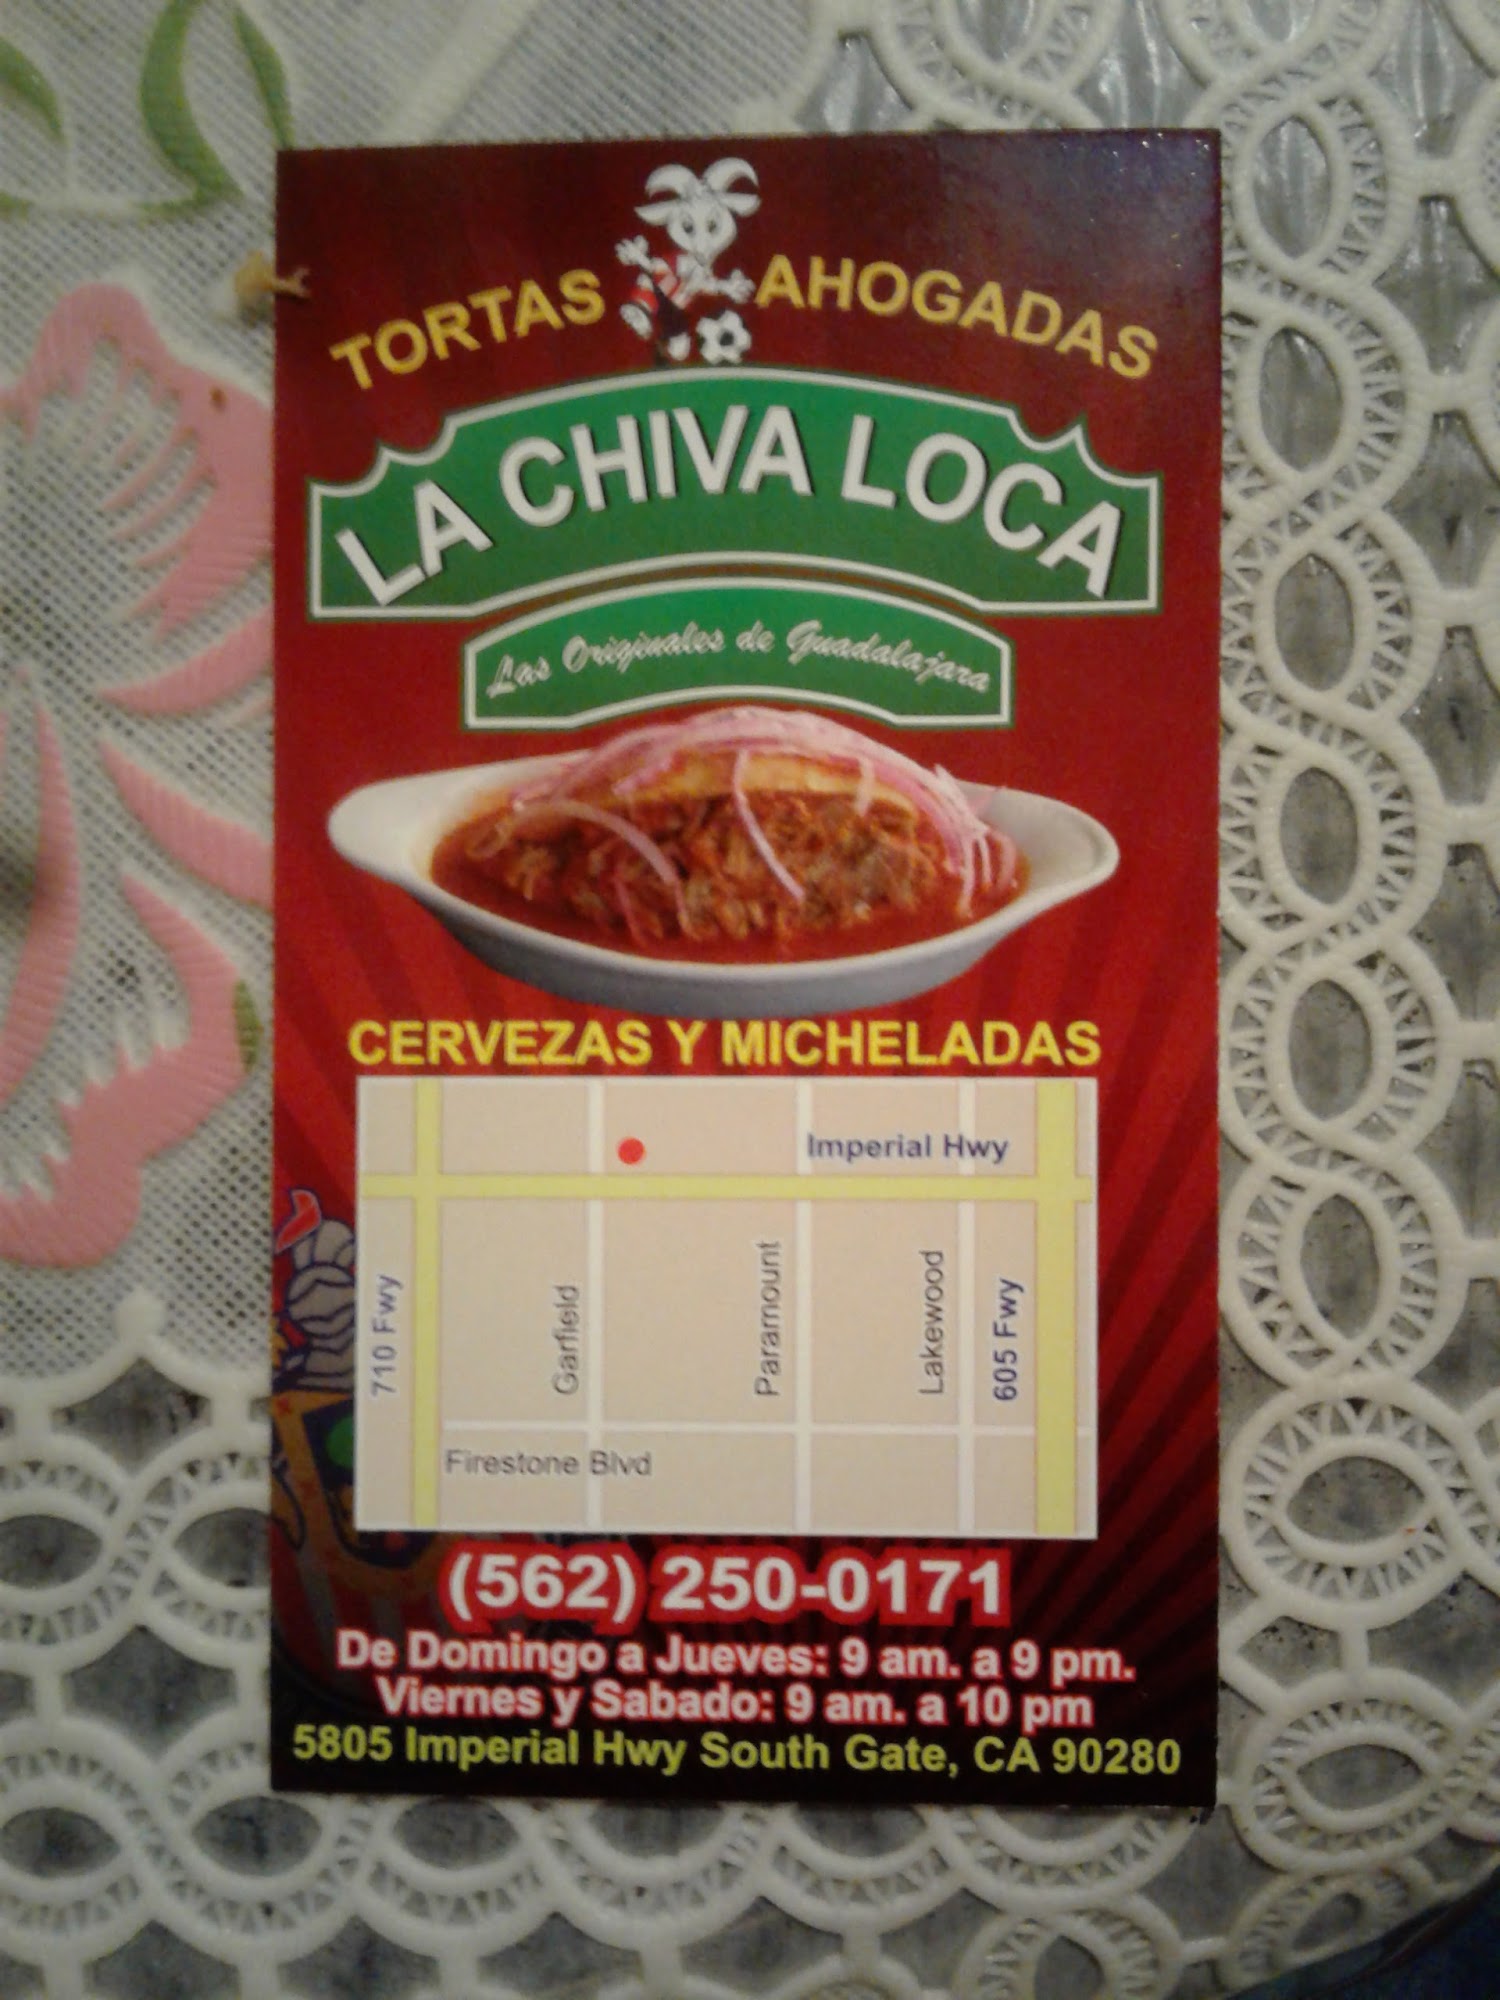 TORTAS AHOGADAS
LA CHIVA LOCA
Las Originales de Guadalajara
CERVEZAS Y MICHELADAS
Imperial Hwy
710 Fwy
Garfield
Paramount
Lakewood
605 Fwy
Firestone Blvd
(562) 250-0171
De Domingo a Jueves: 9 am. a 9 pm.
Viernes y Sabado: 9 am. a 10 pm
5805 Imperial Hwy South Gate, CA 90280